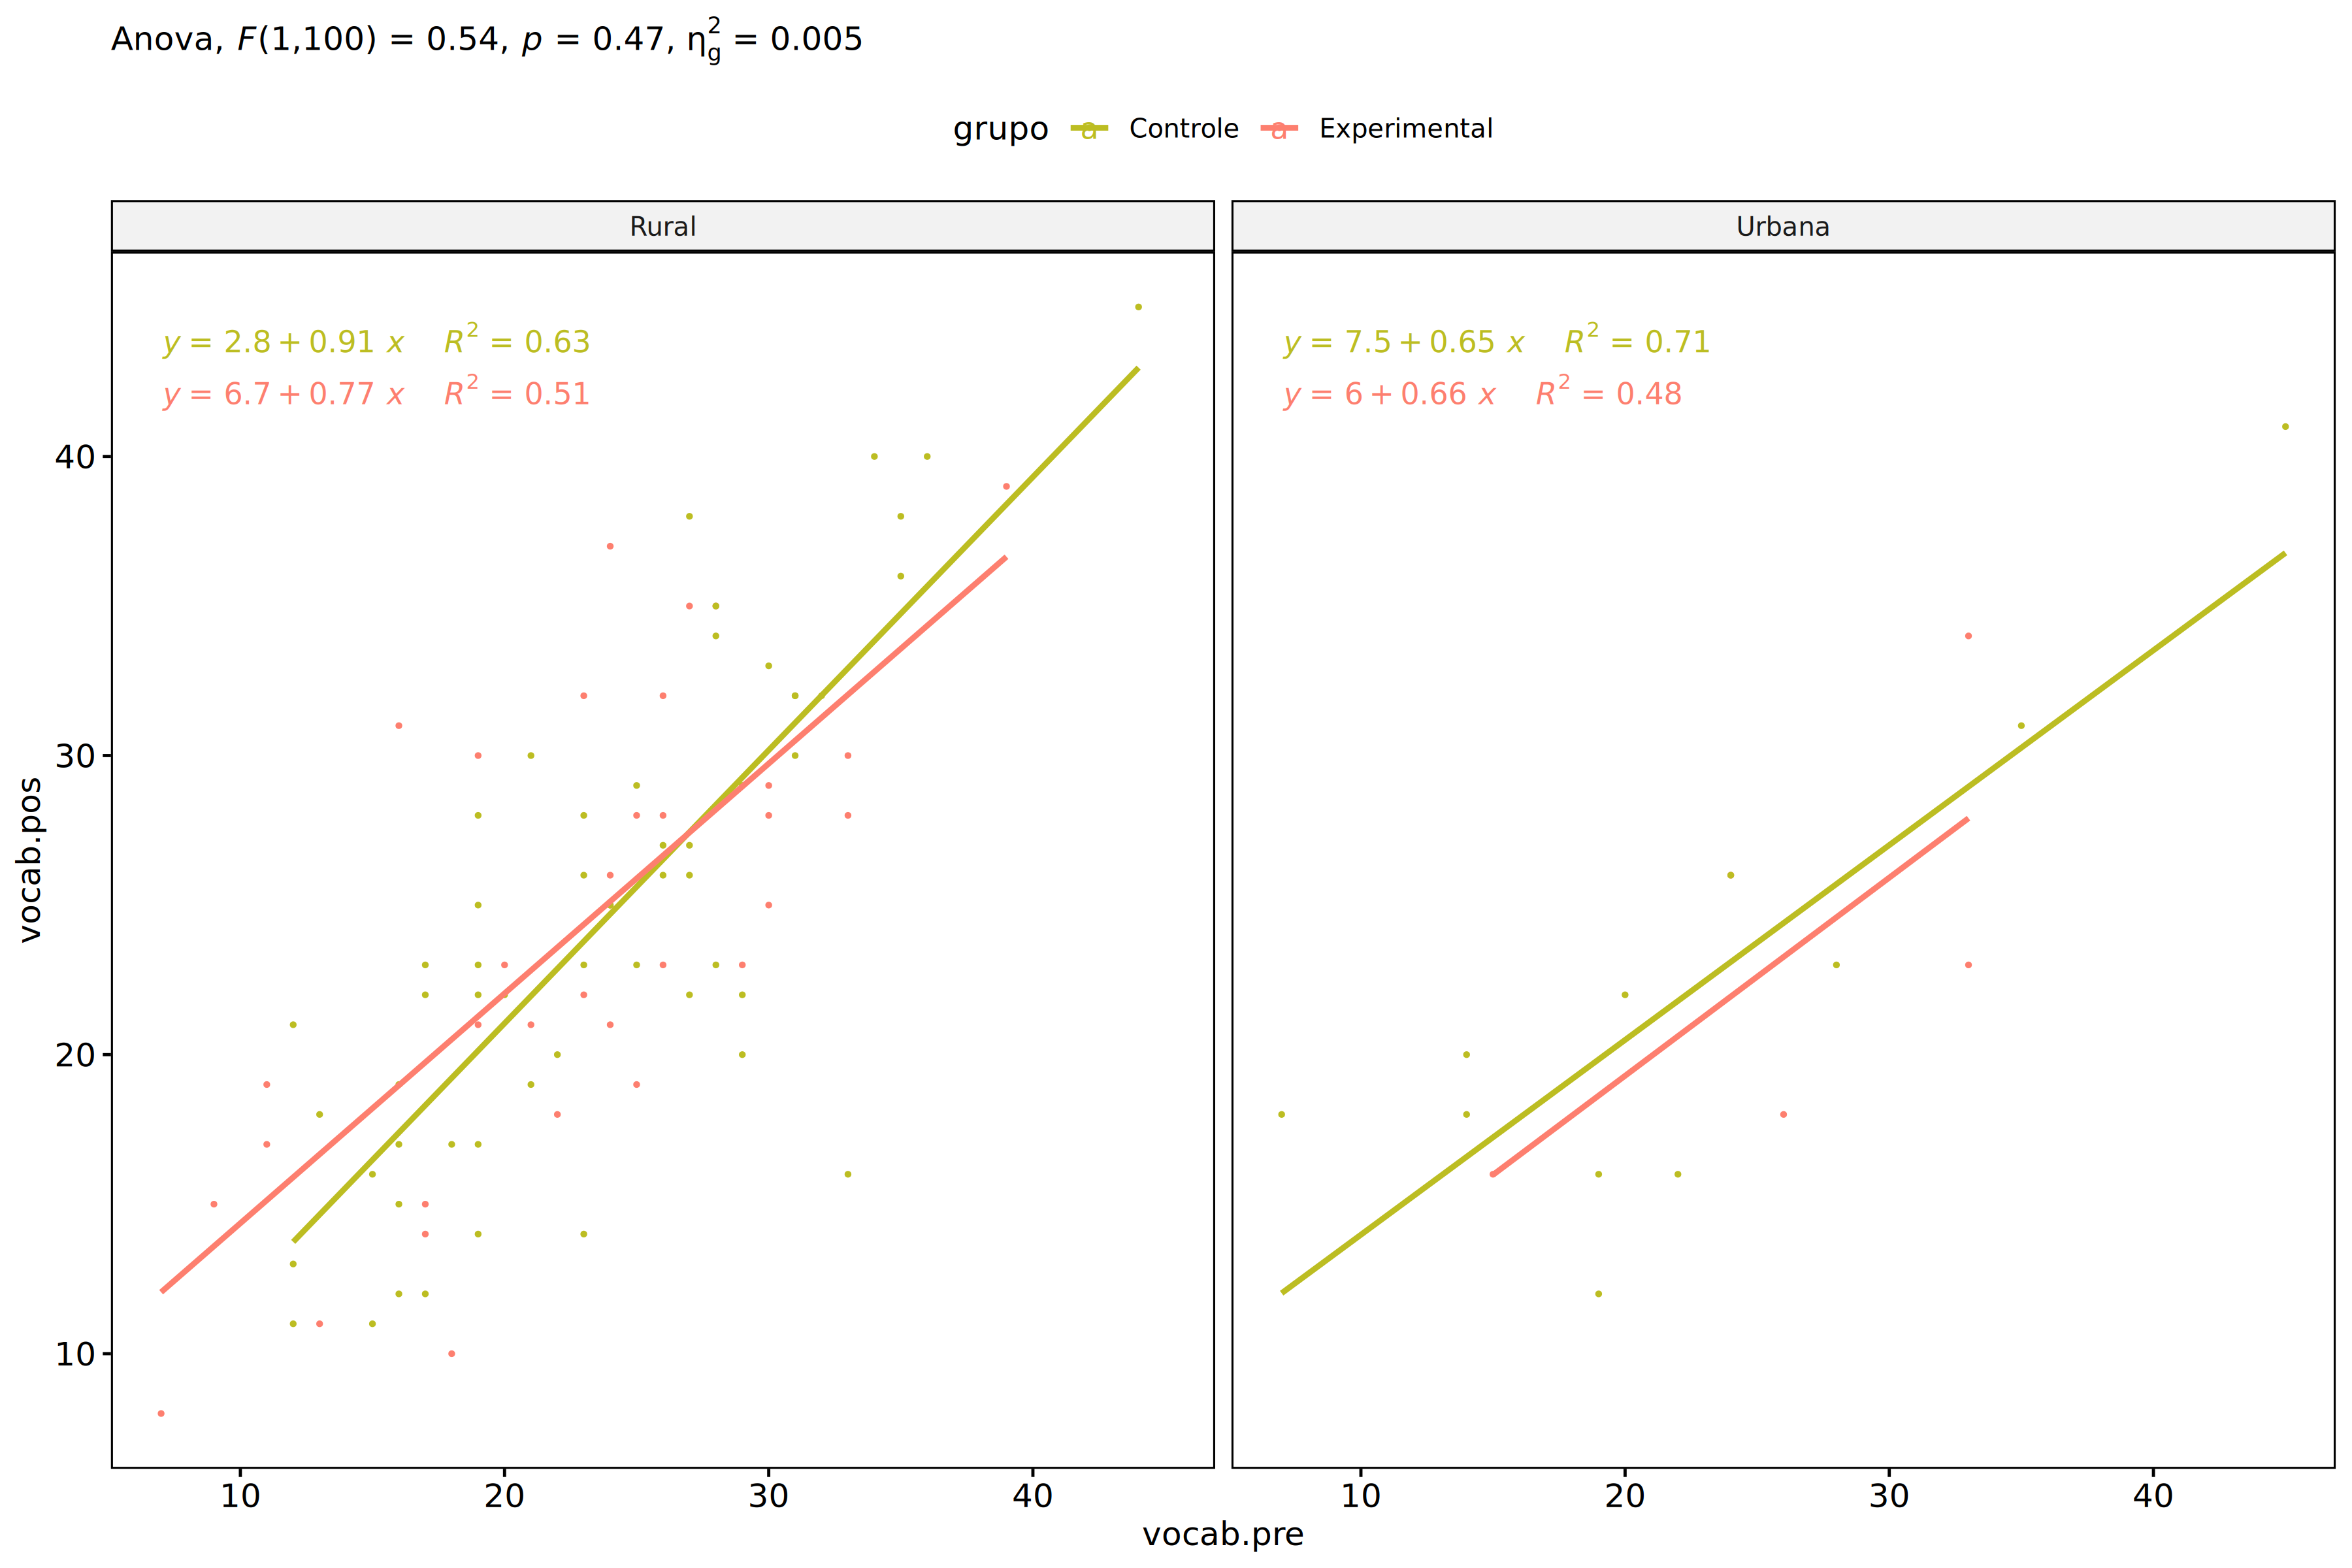 Anova, F(1,100) = 0.54, p = 0.47, η²g = 0.005
grupo a Controle a Experimental
Rural
Urbana
y = 2.8 + 0.91 x R² = 0.63
y = 6.7 + 0.77 x R² = 0.51
y = 7.5 + 0.65 x R² = 0.71
y = 6 + 0.66 x R² = 0.48
40
30
20
10
vocab.pos
10 20 30 40
10 20 30 40
vocab.pre